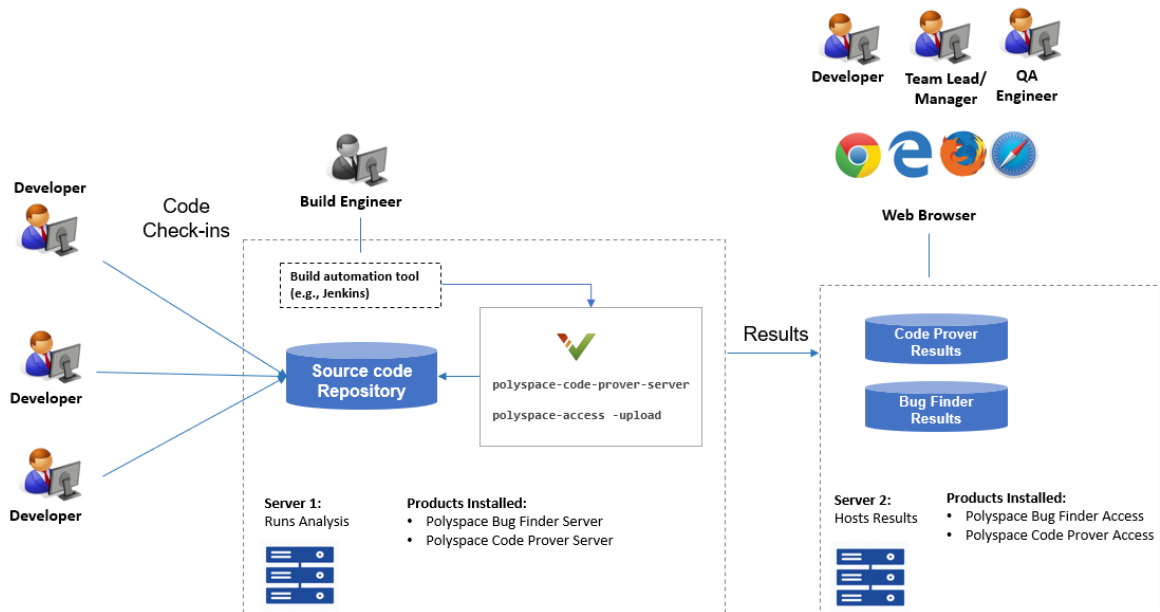 Developer
Team Lead/
Manager
QA
Engineer
Web Browser
Developer
Code
Check-ins
Build Engineer
Build automation tool
(e.g., Jenkins)
Source code
Repository
polyspace-code-prover-server
polyspace-access -upload
Results
Code Prover
Results
Bug Finder
Results
Developer
Developer
Server 1:
Runs Analysis
Products Installed:
• Polyspace Bug Finder Server
• Polyspace Code Prover Server
Server 2:
Hosts Results
Products Installed:
• Polyspace Bug Finder Access
• Polyspace Code Prover Access